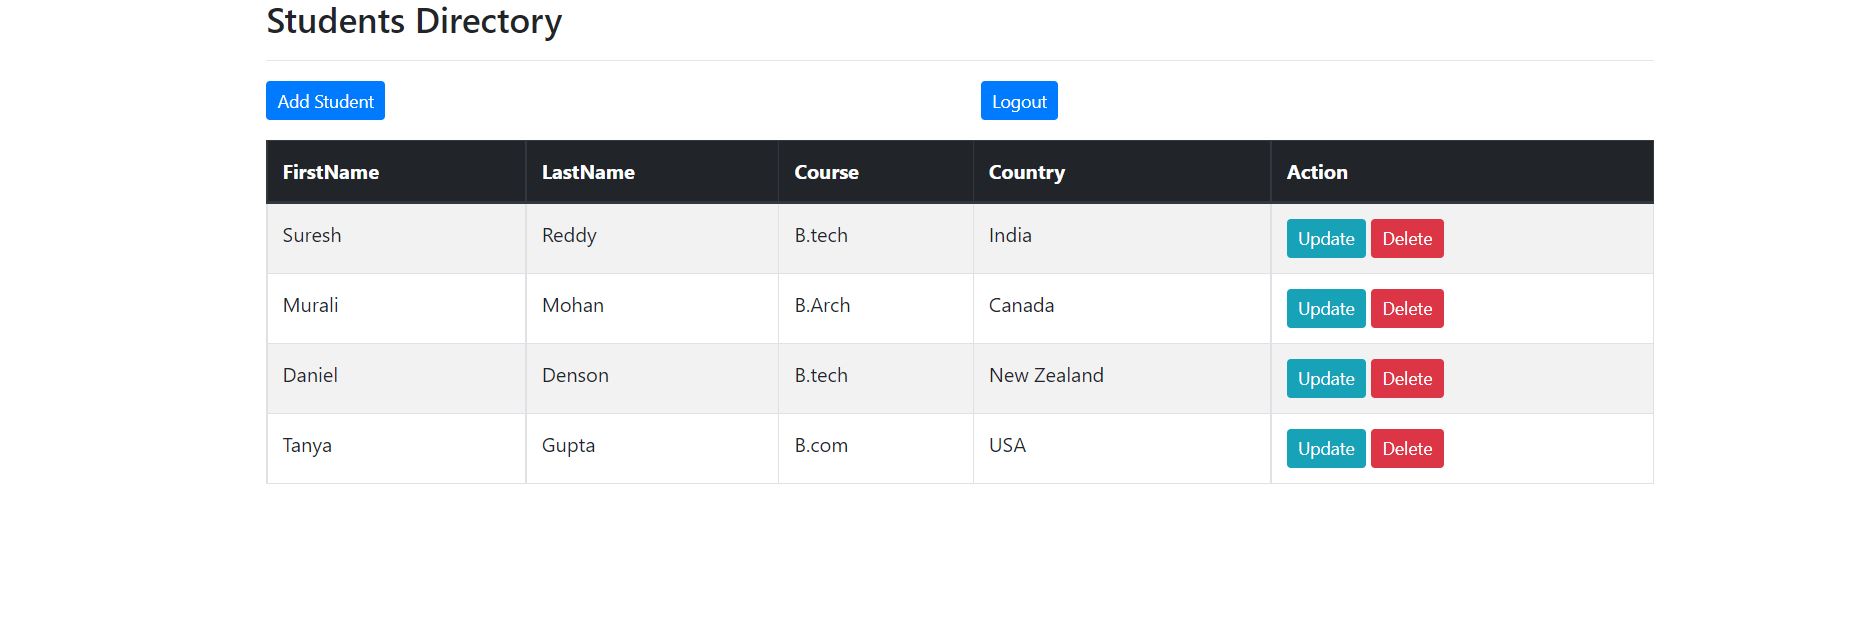 Students Directory
Add Student Logout
FirstName LastName Course Country Action
Suresh Reddy B.tech India Update Delete
Murali Mohan B.Arch Canada Update Delete
Daniel Denson B.tech New Zealand Update Delete
Tanya Gupta B.com USA Update Delete